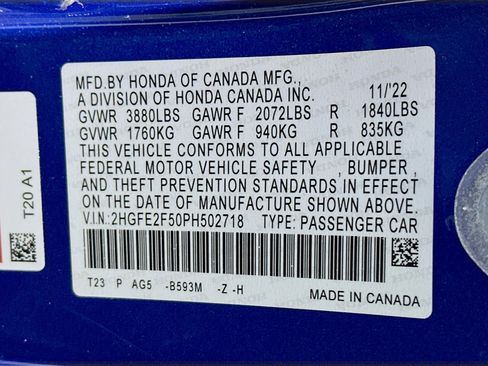 MFD.BY HONDA OF CANADA MFG.,
A DIVISION OF HONDA CANADA INC. 11/'22
GVWR 3880LBS GAWR F 2072LBS R 1840LBS
GVWR 1760KG GAWR F 940KG R 835KG
THIS VEHICLE CONFORMS TO ALL APPLICABLE
FEDERAL MOTOR VEHICLE SAFETY , BUMPER ,
AND THEFT PREVENTION STANDARDS IN EFFECT
ON THE DATE OF MANUFACTURE SHOWN ABOVE.
V.I.N.:2HGFE2F50PH502718 TYPE: PASSENGER CAR
T23 P AG5 -B593M -Z -H
MADE IN CANADA
T20 A1